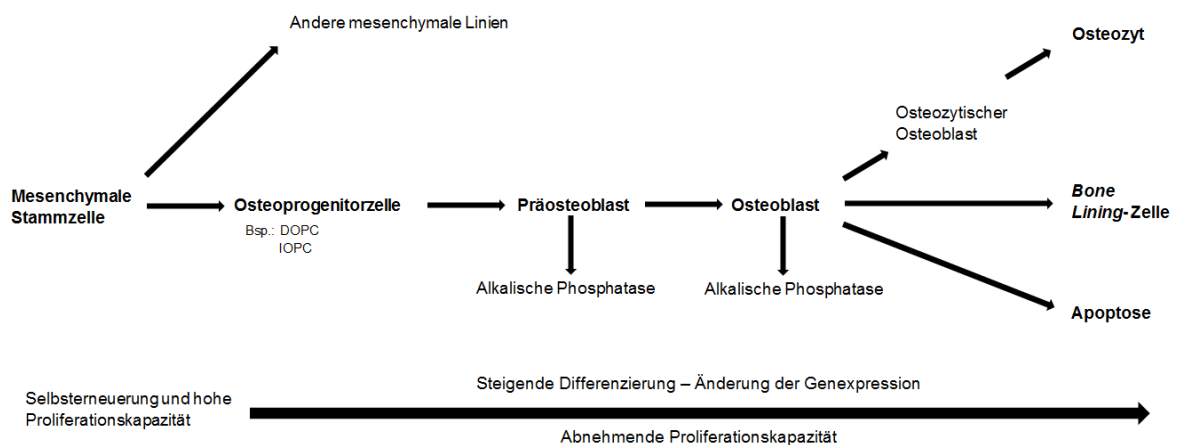 Andere mesenchymale Linien
Osteozyt
Osteozytischer
Osteoblast
Mesenchymale
Stammzelle
Osteoprogenitorzelle
Bsp.: DOPC
IOPC
Präosteoblast
Osteoblast
Bone
Lining-Zelle
Alkalische Phosphatase
Alkalische Phosphatase
Apoptose
Steigende Differenzierung – Änderung der Genexpression
Selbsterneuerung und hohe
Proliferationskapazität
Abnehmende Proliferationskapazität